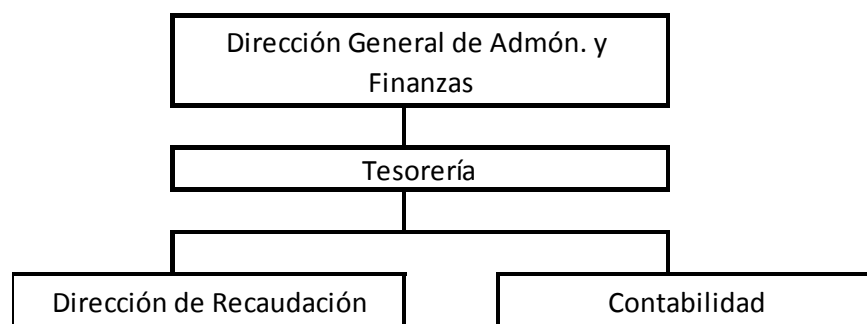 Dirección General de Admón. y
Finanzas
Tesorería
Dirección de Recaudación
Contabilidad